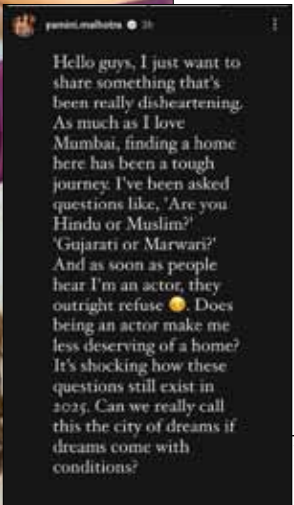 yamini.malhotra 3h
Hello guys, I just want to
share something that's
been really disheartening.
As much as I love
Mumbai, finding a home
here has been a tough
journey. I've been asked
questions like, 'Are you
Hindu or Muslim?'
'Gujarati or Marwari?'
And as soon as people
hear I'm an actor, they
outright refuse 😔. Does
being an actor make me
less deserving of a home?
It's shocking how these
questions still exist in
2025. Can we really call
this the city of dreams if
dreams come with
conditions?